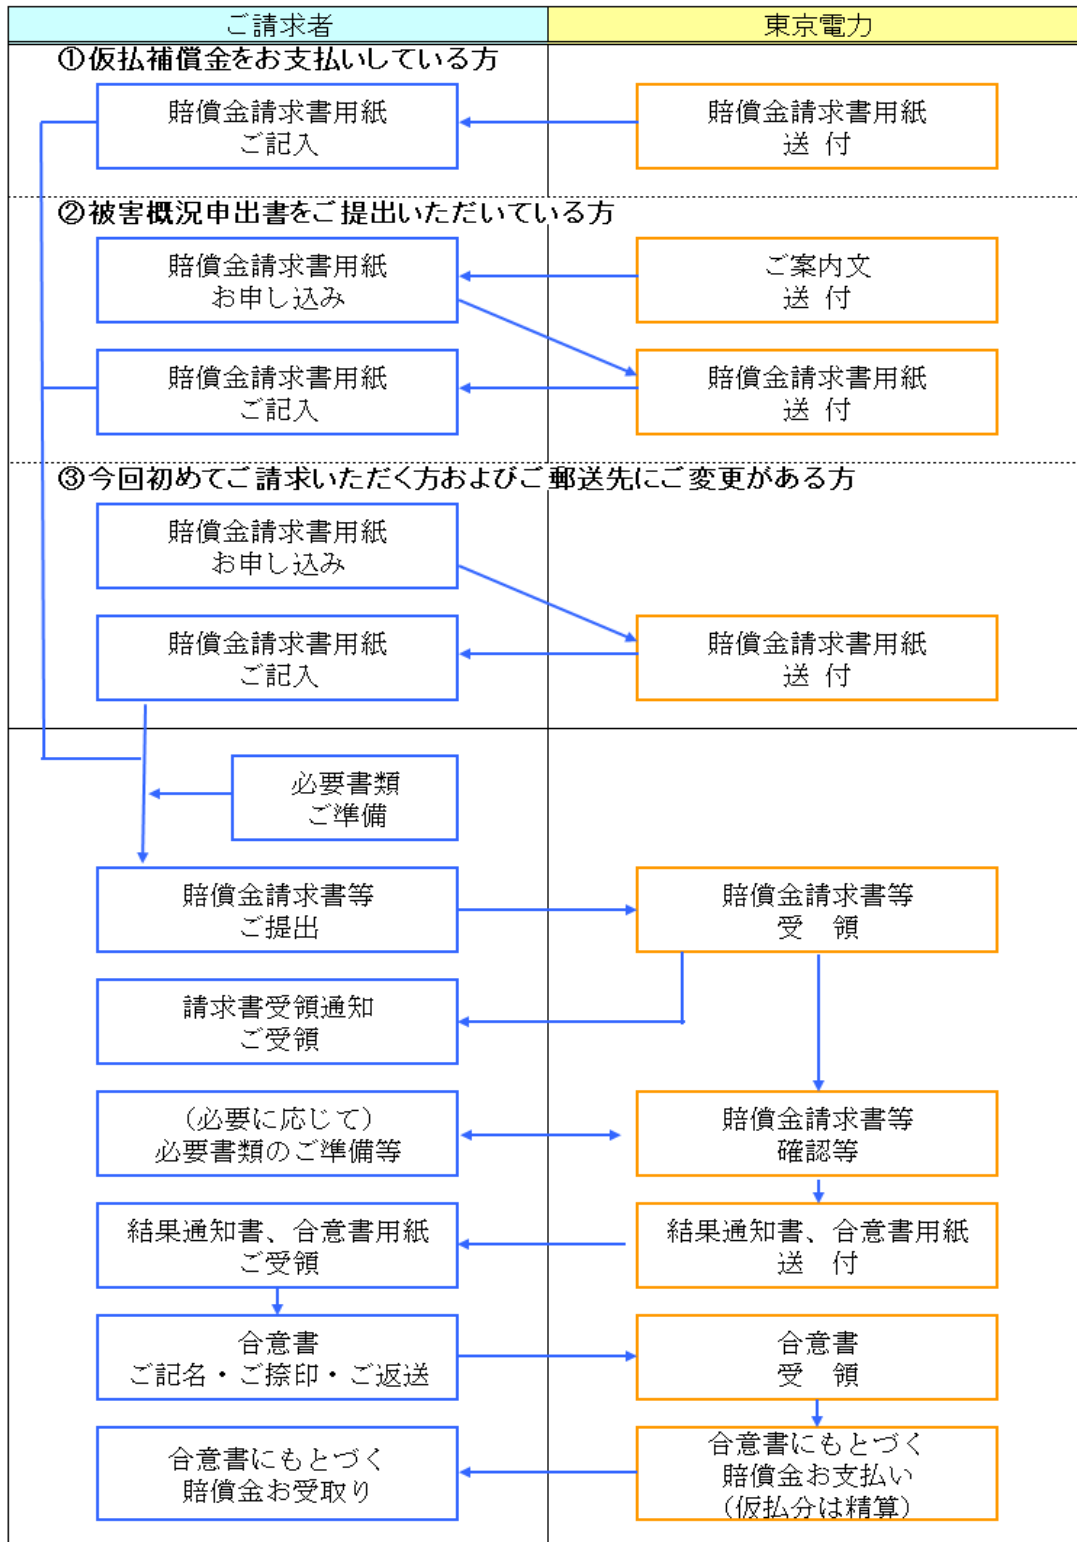 ご請求者
東京電力
①仮払補償金をお支払いしている方
賠償金請求書用紙
ご記入
賠償金請求書用紙
送 付
②被害概況申出書をご提出いただいている方
賠償金請求書用紙
お申し込み
ご案内文
送 付
賠償金請求書用紙
ご記入
賠償金請求書用紙
送 付
③今回初めてご請求いただく方およびご郵送先にご変更がある方
賠償金請求書用紙
お申し込み
賠償金請求書用紙
ご記入
賠償金請求書用紙
送 付
必要書類
ご準備
賠償金請求書等
ご提出
賠償金請求書等
受　領
請求書受領通知
ご受領
（必要に応じて）
必要書類のご準備等
賠償金請求書等
確認等
結果通知書、合意書用紙
ご受領
結果通知書、合意書用紙
送　付
合意書
ご記名・ご捺印・ご返送
合意書
受　領
合意書にもとづく
賠償金お受取り
合意書にもとづく
賠償金お支払い
（仮払分は精算）